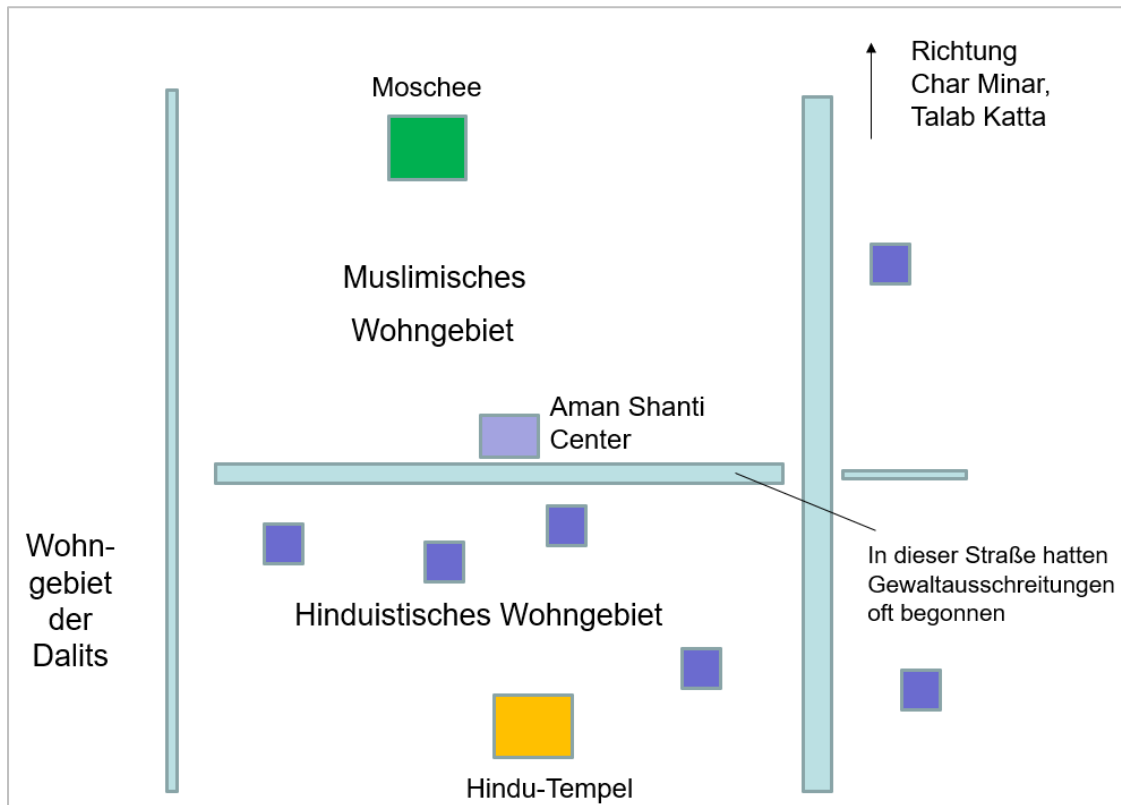 Moschee
Richtung
Char Minar,
Talab Katta
Muslimisches
Wohngebiet
Aman Shanti
Center
Wohn-
gebiet
der
Dalits
In dieser Straße hatten
Gewaltausschreitungen
oft begonnen
Hinduistisches Wohngebiet
Hindu-Tempel